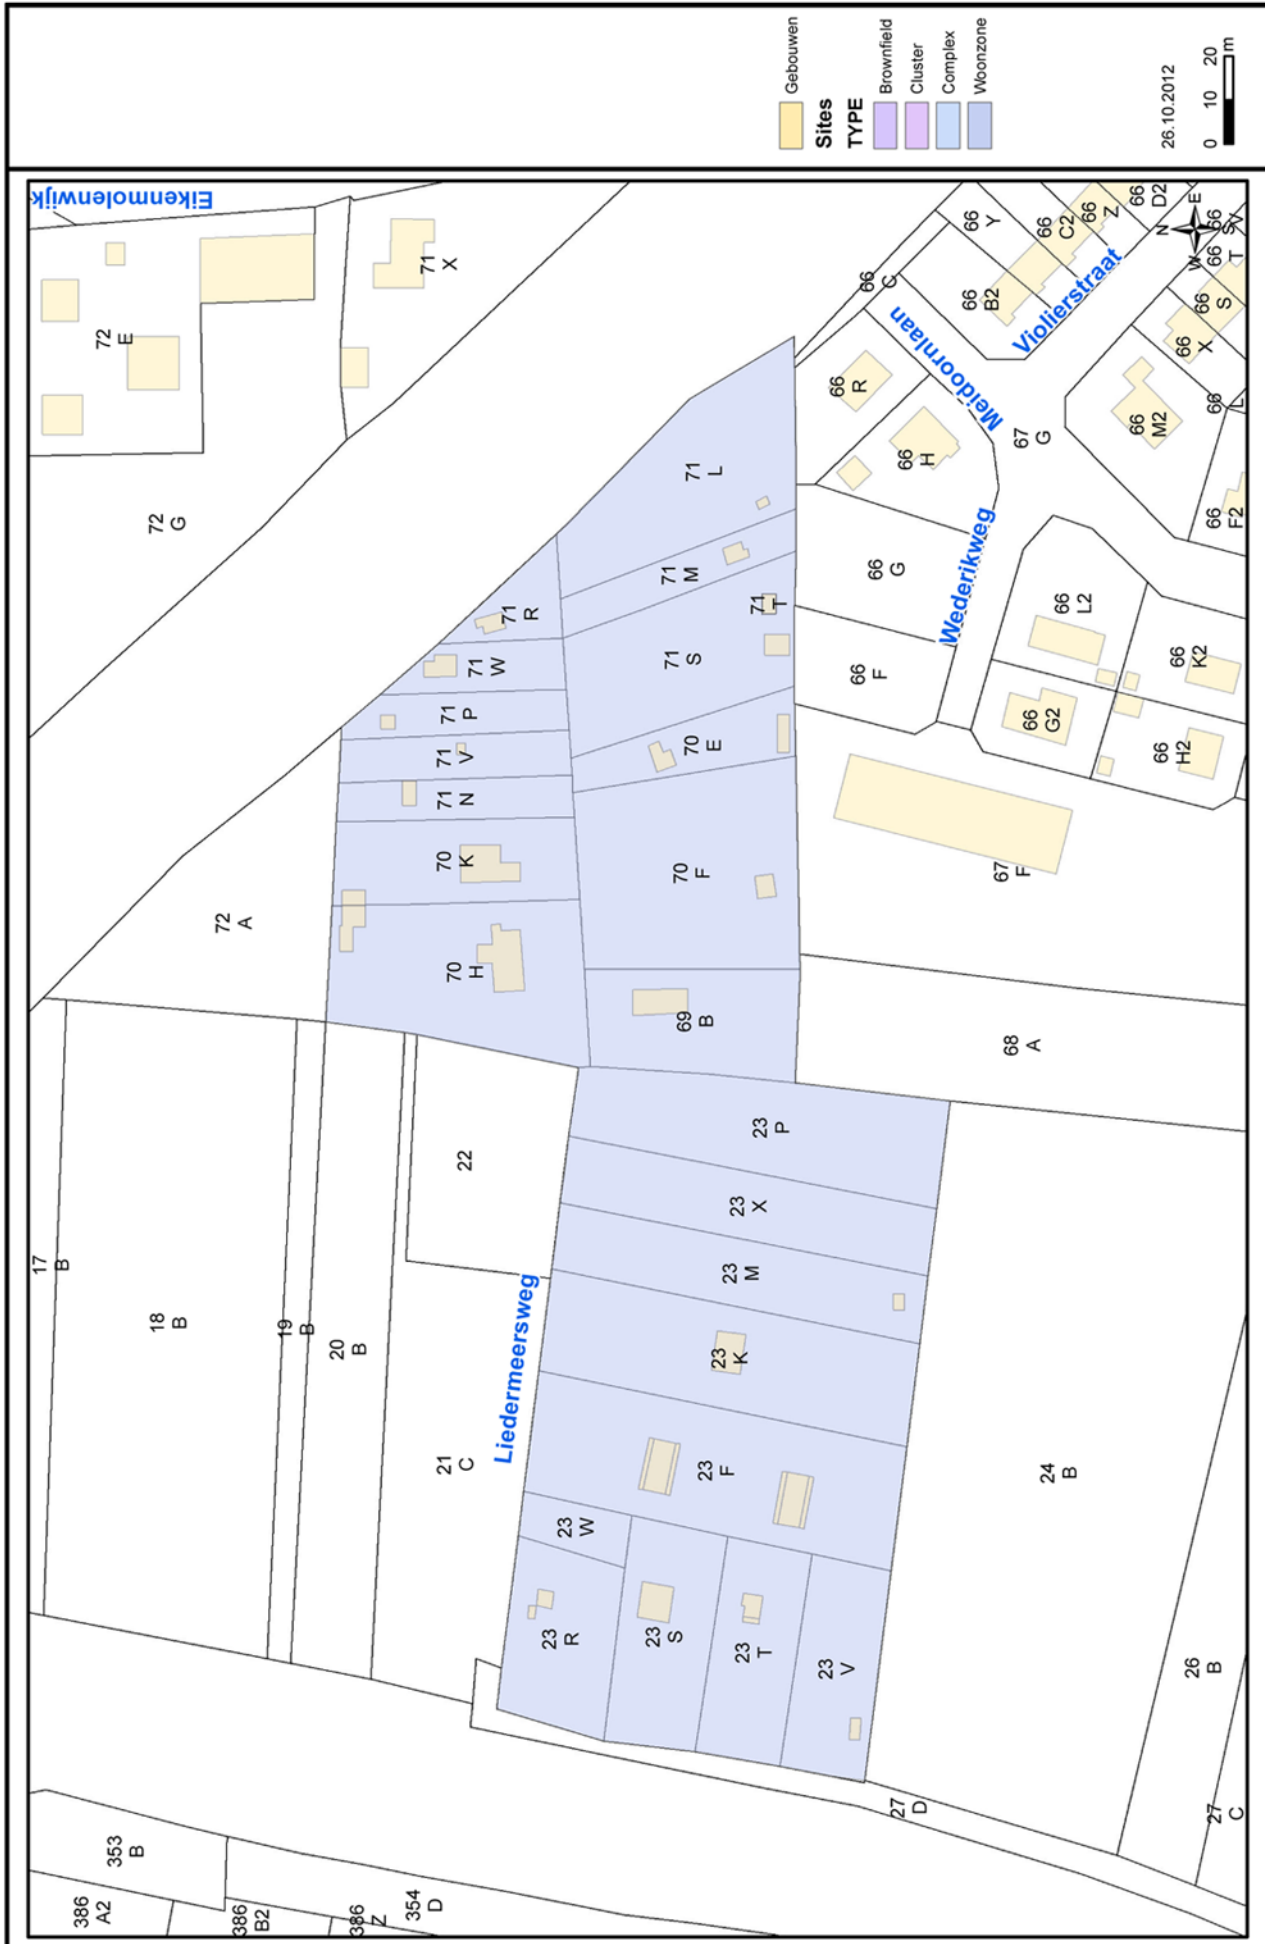 Gebouwen
Sites
TYPE
Brownfield
Cluster
Complex
Woonzone
26.10.2012
0 10 20
m
Eikenmolenwijk
72
E
71
X
72
G
72
A
17
B
18
B
19
B
20
B
22
21
C
Liedermeersweg
71
L
71
M
71
T
71
S
71
R
71
W
71
P
71
V
71
N
70
K
70
H
70
E
70
F
69
B
68
A
67
F
23
P
23
X
23
M
23
K
23
F
23
W
23
R
23
S
23
T
23
V
24
B
26
B
27
C
27
D
353
B
386
A2
386
B2
386
Z
354
D
66
C
66
Y
66
B2
66
C2
66
Z
66
D2
66
R
66
H
66
G
66
F
Meidoornlaan
Violierstraat
Wederikweg
67
G
66
M2
66
X
66
S
66
T
66
V
66
L
66
F2
66
L2
66
K2
66
G2
66
H2
N
E
S
W